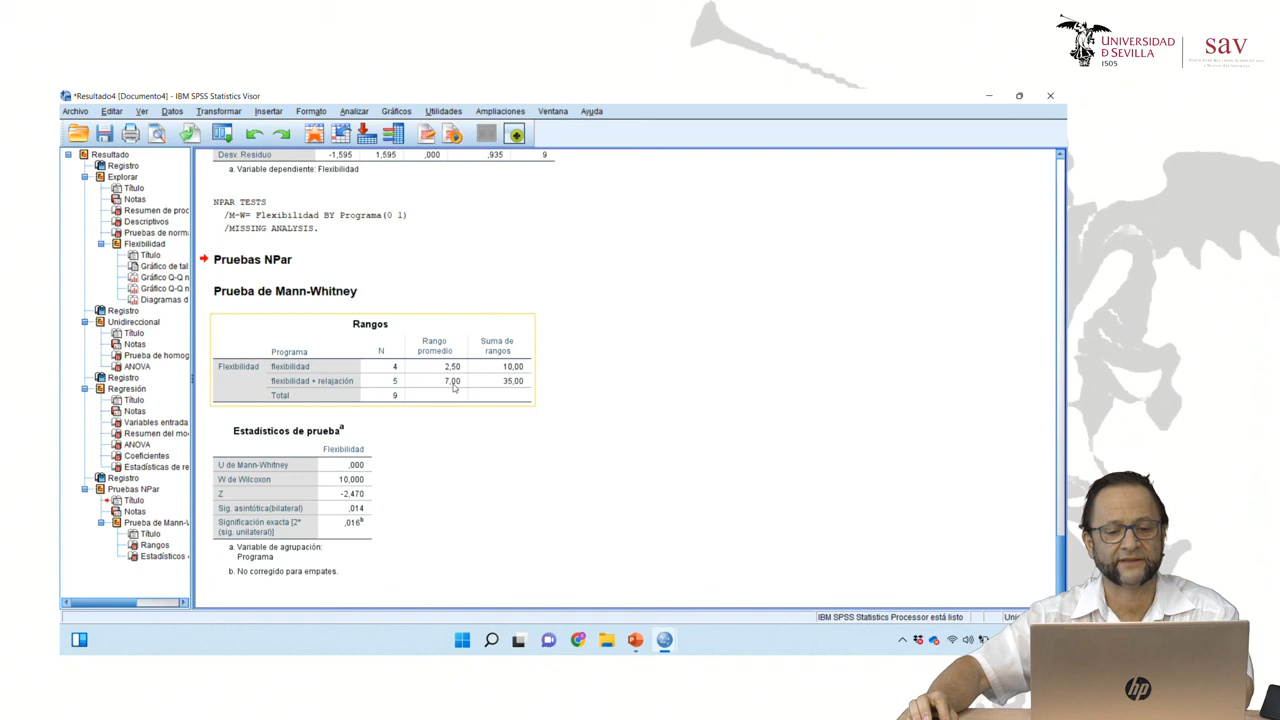 UNIVERSIDAD
D SEVILLA
1505
sav
*Resultado4 [Documento4] - IBM SPSS Statistics Visor
Archivo Editar Ver Datos Transformar Insertar Formato Analizar Gráficos Utilidades Ampliaciones Ventana Ayuda
Resultado
Registro
Explorar
Título
Notas
Resumen de proc
Descriptivos
Pruebas de norma
Flexibilidad
Título
Gráfico de tal
Gráfico Q-Q n
Gráfico Q-Q n
Diagramas d
Registro
Unidireccional
Título
Notas
Prueba de homog
ANOVA
Registro
Regresión
Título
Notas
Variables entrada
Resumen del mo
ANOVA
Coeficientes
Estadísticas de re
Registro
Pruebas NPar
Título
Notas
Prueba de Mann-W
Título
Rangos
Estadísticos
Desv. Residuo -1,595 1,595 ,000 ,935 9
a. Variable dependiente: Flexibilidad
NPAR TESTS
/M-W= Flexibilidad BY Programa(0 1)
/MISSING ANALYSIS.
Pruebas NPar
Prueba de Mann-Whitney
Rangos
Programa N Rango promedio Suma de rangos
Flexibilidad flexibilidad 4 2,50 10,00
flexibilidad + relajación 5 7,00 35,00
Total 9
Estadísticos de pruebaᵃ
Flexibilidad
U de Mann-Whitney ,000
W de Wilcoxon 10,000
Z -2,470
Sig. asintótica(bilateral) ,014
Significación exacta [2* (sig. unilateral)] ,016ᵇ
a. Variable de agrupación:
Programa
b. No corregido para empates.
IBM SPSS Statistics Processor está listo
hp